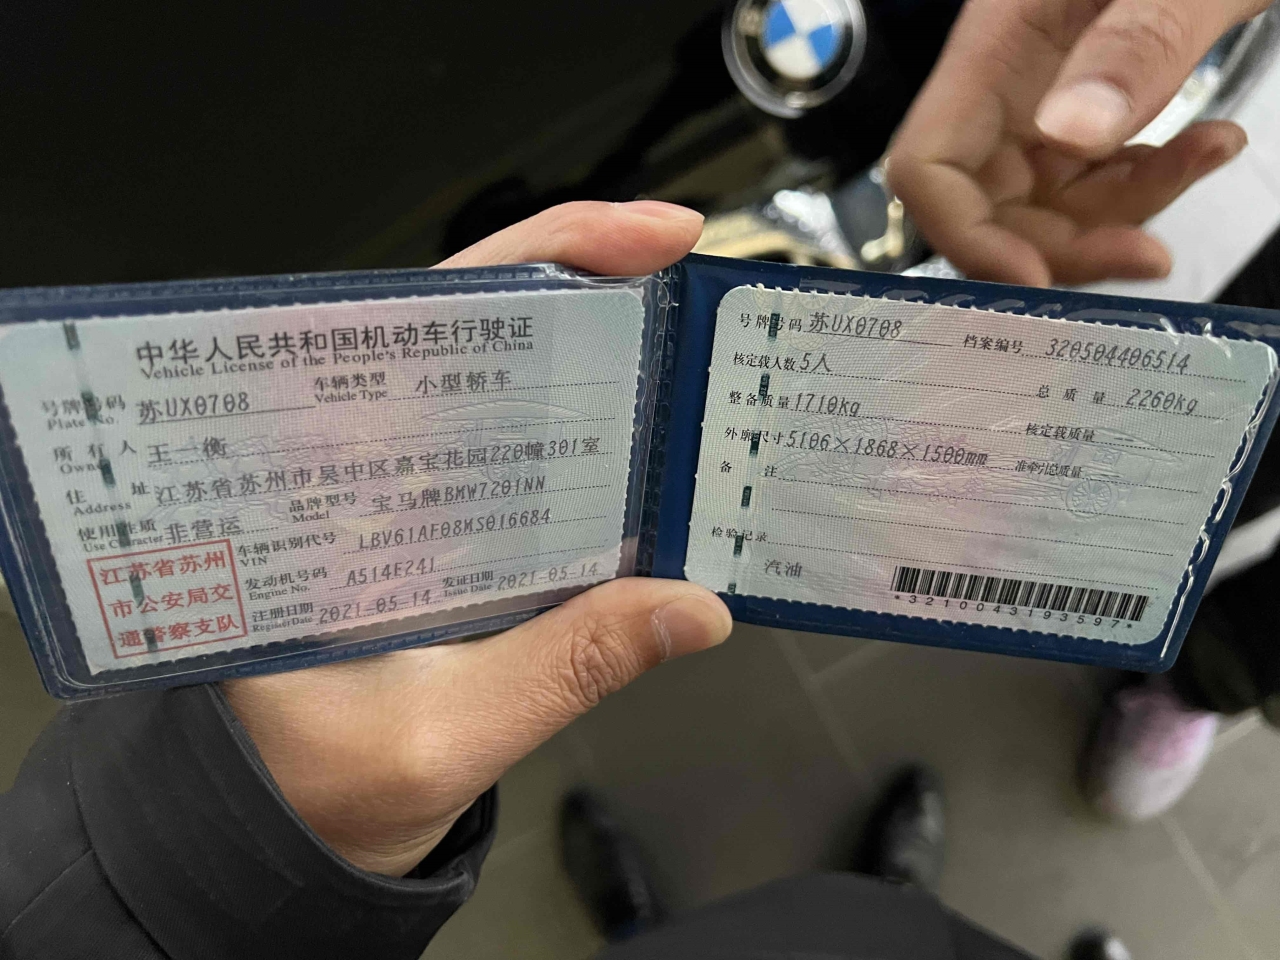 中华人民共和国机动车行驶证
Vehicle License of the People's Republic of China
号牌号码 苏UX0708 车辆类型 小型轿车
Plate No. Vehicle Type
所有人 王一衡
Owner
住址 江苏省苏州市吴中区嘉宝花园220幢301室
Address
使用性质 非营运 品牌型号 宝马牌BMW7201NN
Use Character Model
江苏省苏州
市公安局交
通警察支队
车辆识别代号 LBV61AF08MS016684
VIN
发动机号码 A514E241
Engine No.
注册日期 2021-05-14 发证日期 2021-05-14
Register Date Issue Date
号牌号码 苏UX0708 档案编号 320504406514
核定载人数 5人 总质量 2260kg
整备质量 1710kg 核定载质量
外廓尺寸 5106×1868×1500mm 准牵引总质量
备注
检验记录
汽油
*3210043193597*